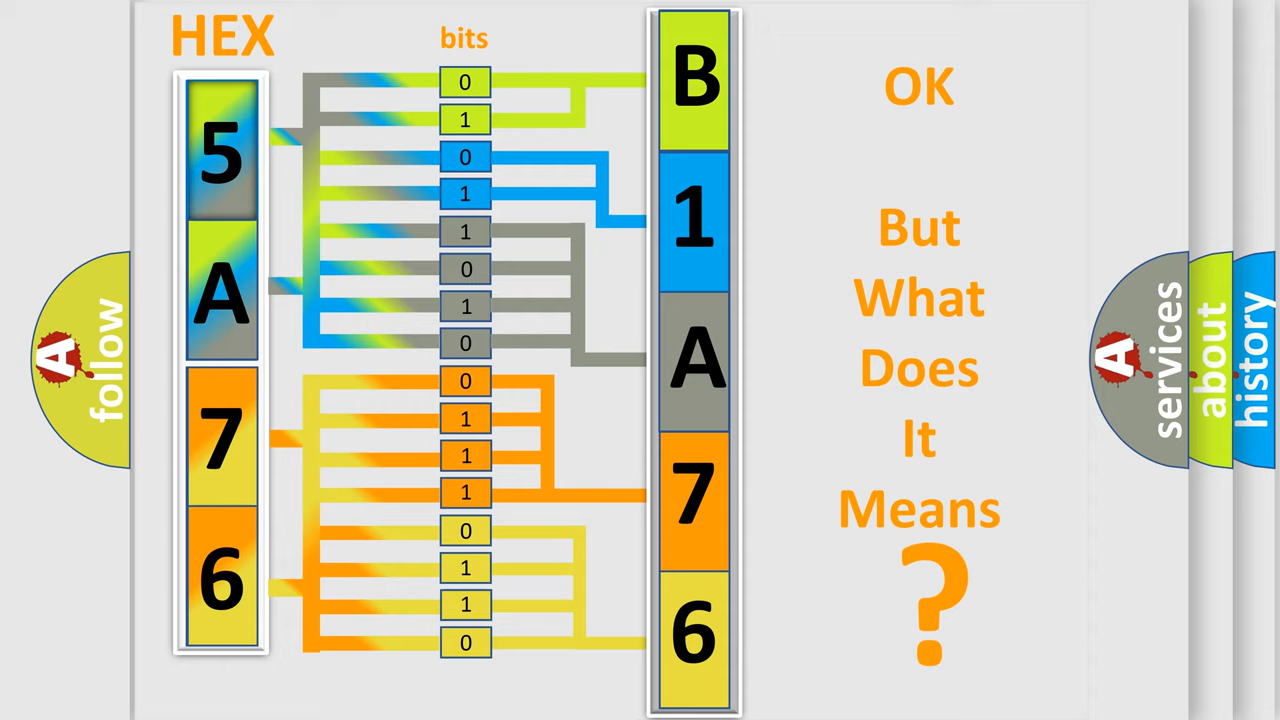 HEX
bits
5
A
7
6
0
1
0
1
1
0
1
0
0
1
1
1
0
1
1
0
B
1
A
7
6
OK
But
What
Does
It
Means
?
A
follow
A
services
about
history